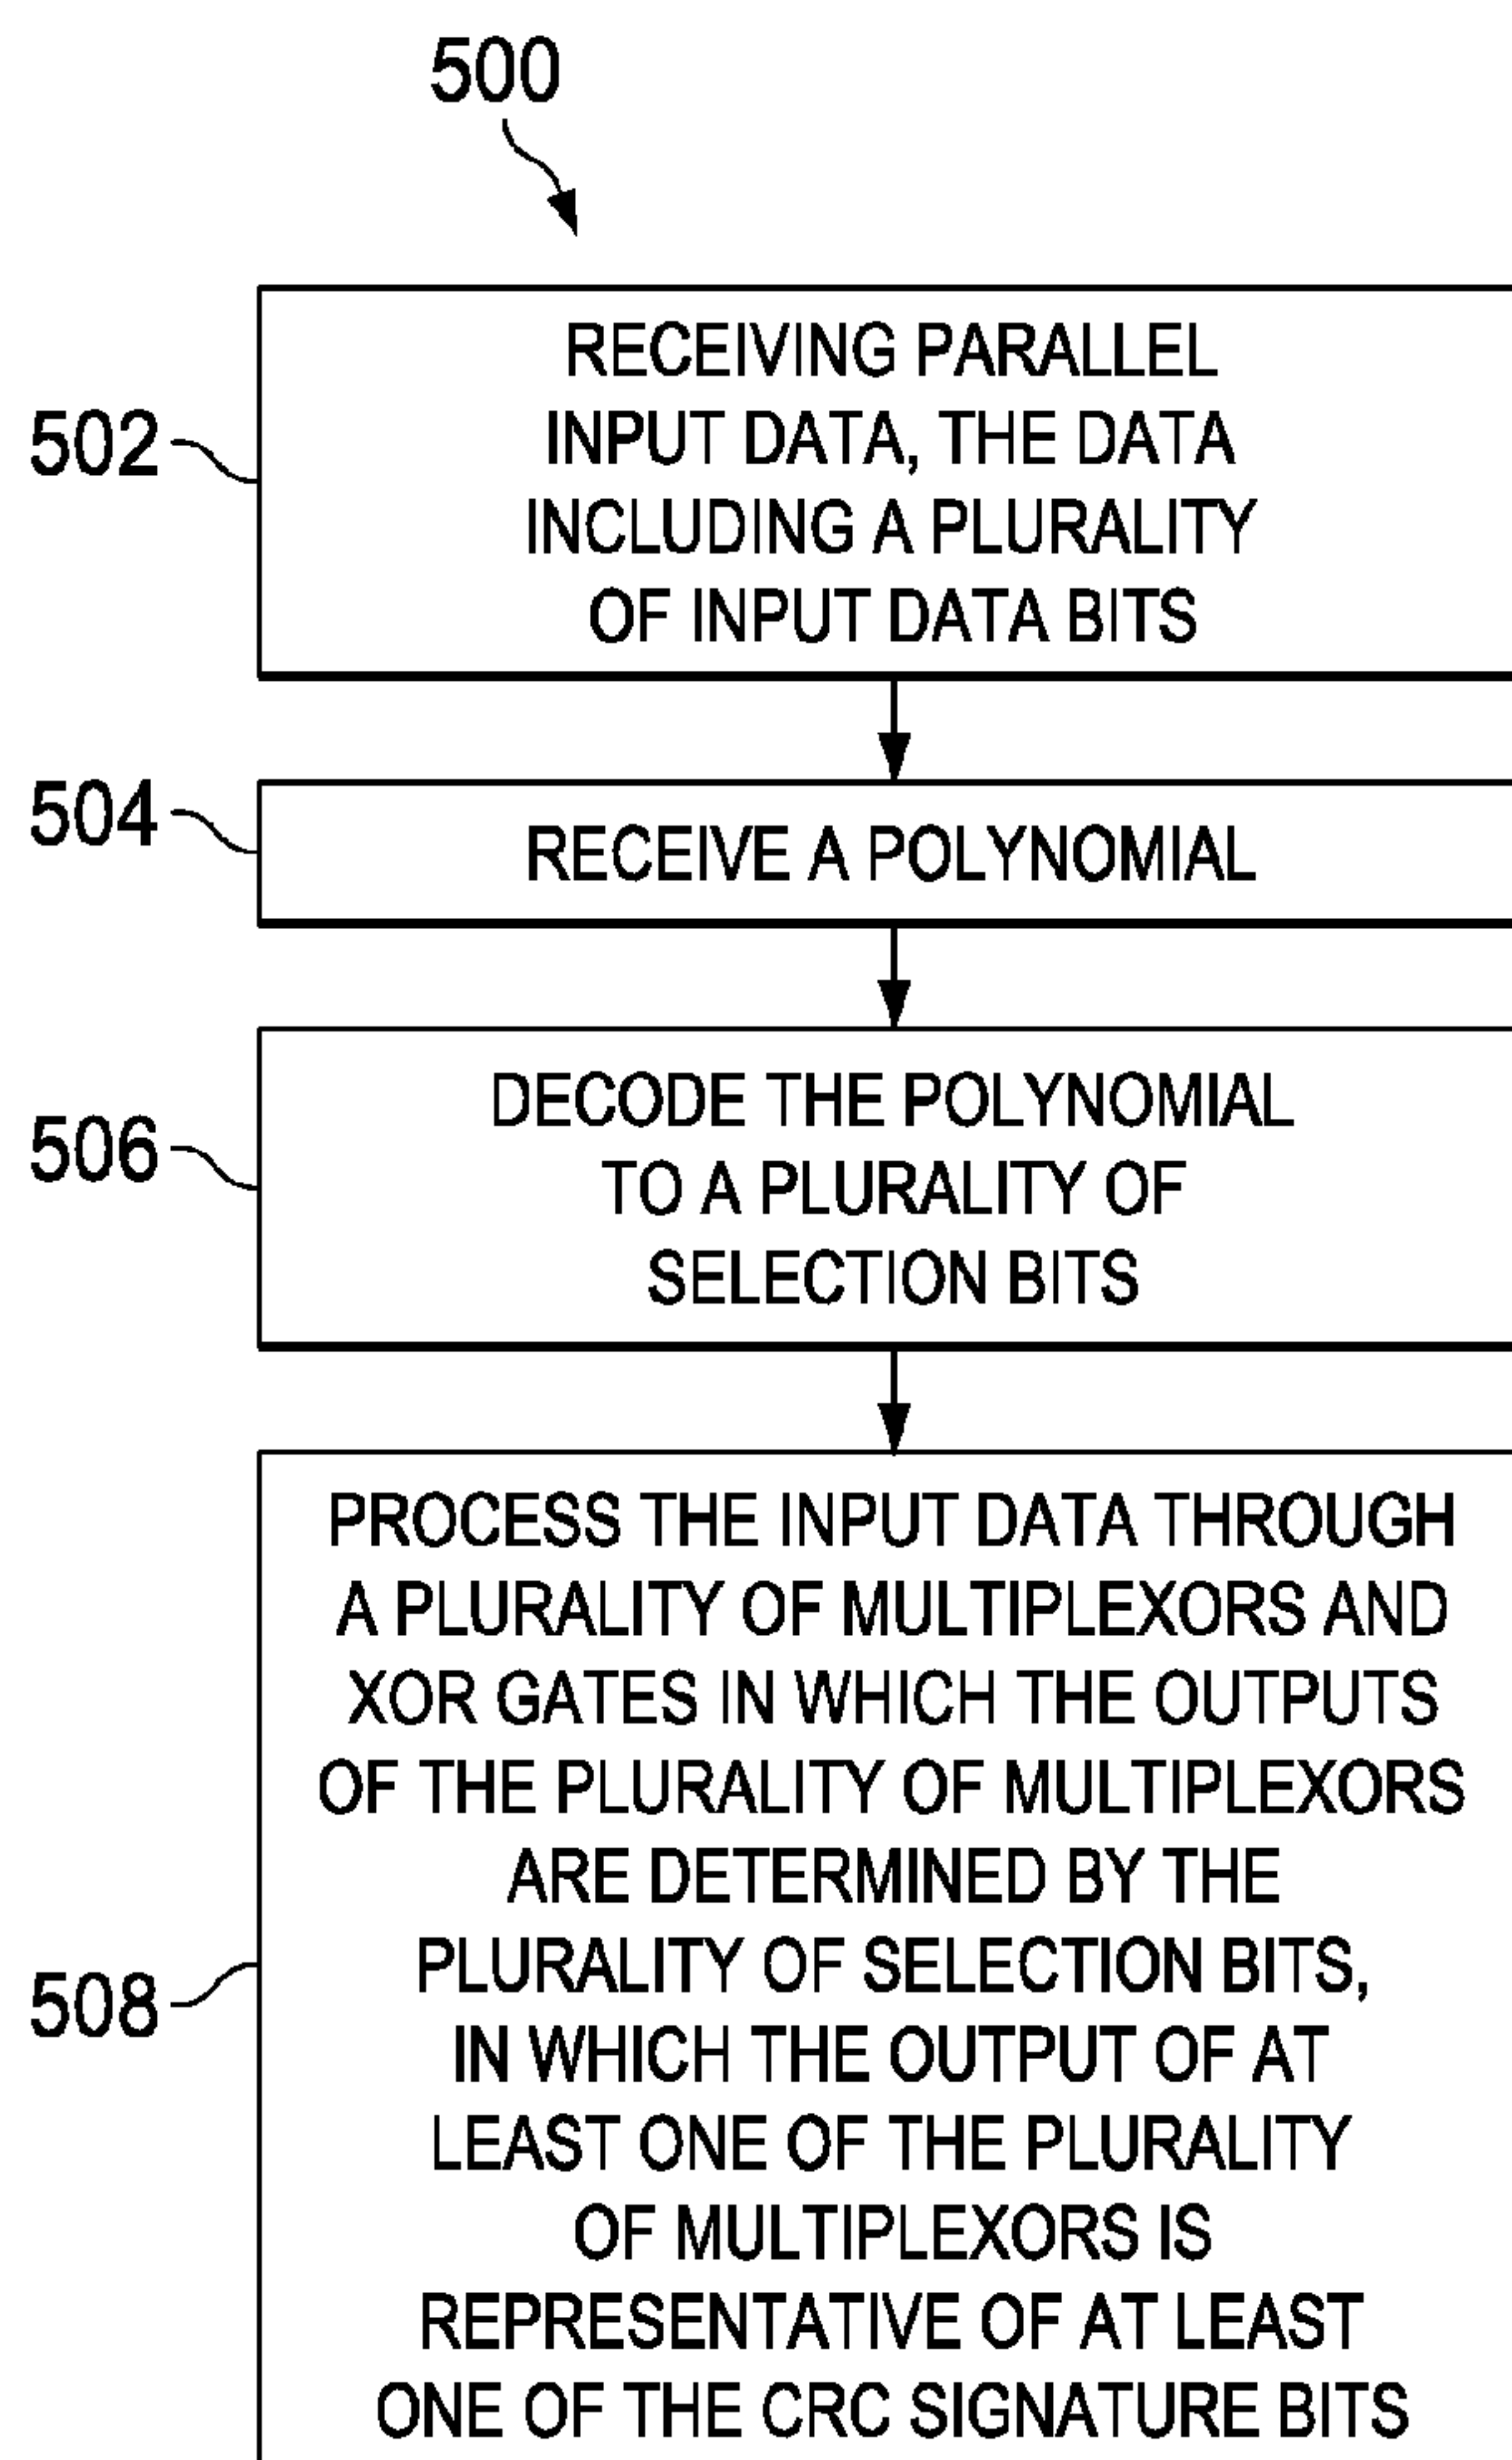 500
502
RECEIVING PARALLEL
INPUT DATA, THE DATA
INCLUDING A PLURALITY
OF INPUT DATA BITS
504
RECEIVE A POLYNOMIAL
506
DECODE THE POLYNOMIAL
TO A PLURALITY OF
SELECTION BITS
508
PROCESS THE INPUT DATA THROUGH
A PLURALITY OF MULTIPLEXORS AND
XOR GATES IN WHICH THE OUTPUTS
OF THE PLURALITY OF MULTIPLEXORS
ARE DETERMINED BY THE
PLURALITY OF SELECTION BITS,
IN WHICH THE OUTPUT OF AT
LEAST ONE OF THE PLURALITY
OF MULTIPLEXORS IS
REPRESENTATIVE OF AT LEAST
ONE OF THE CRC SIGNATURE BITS